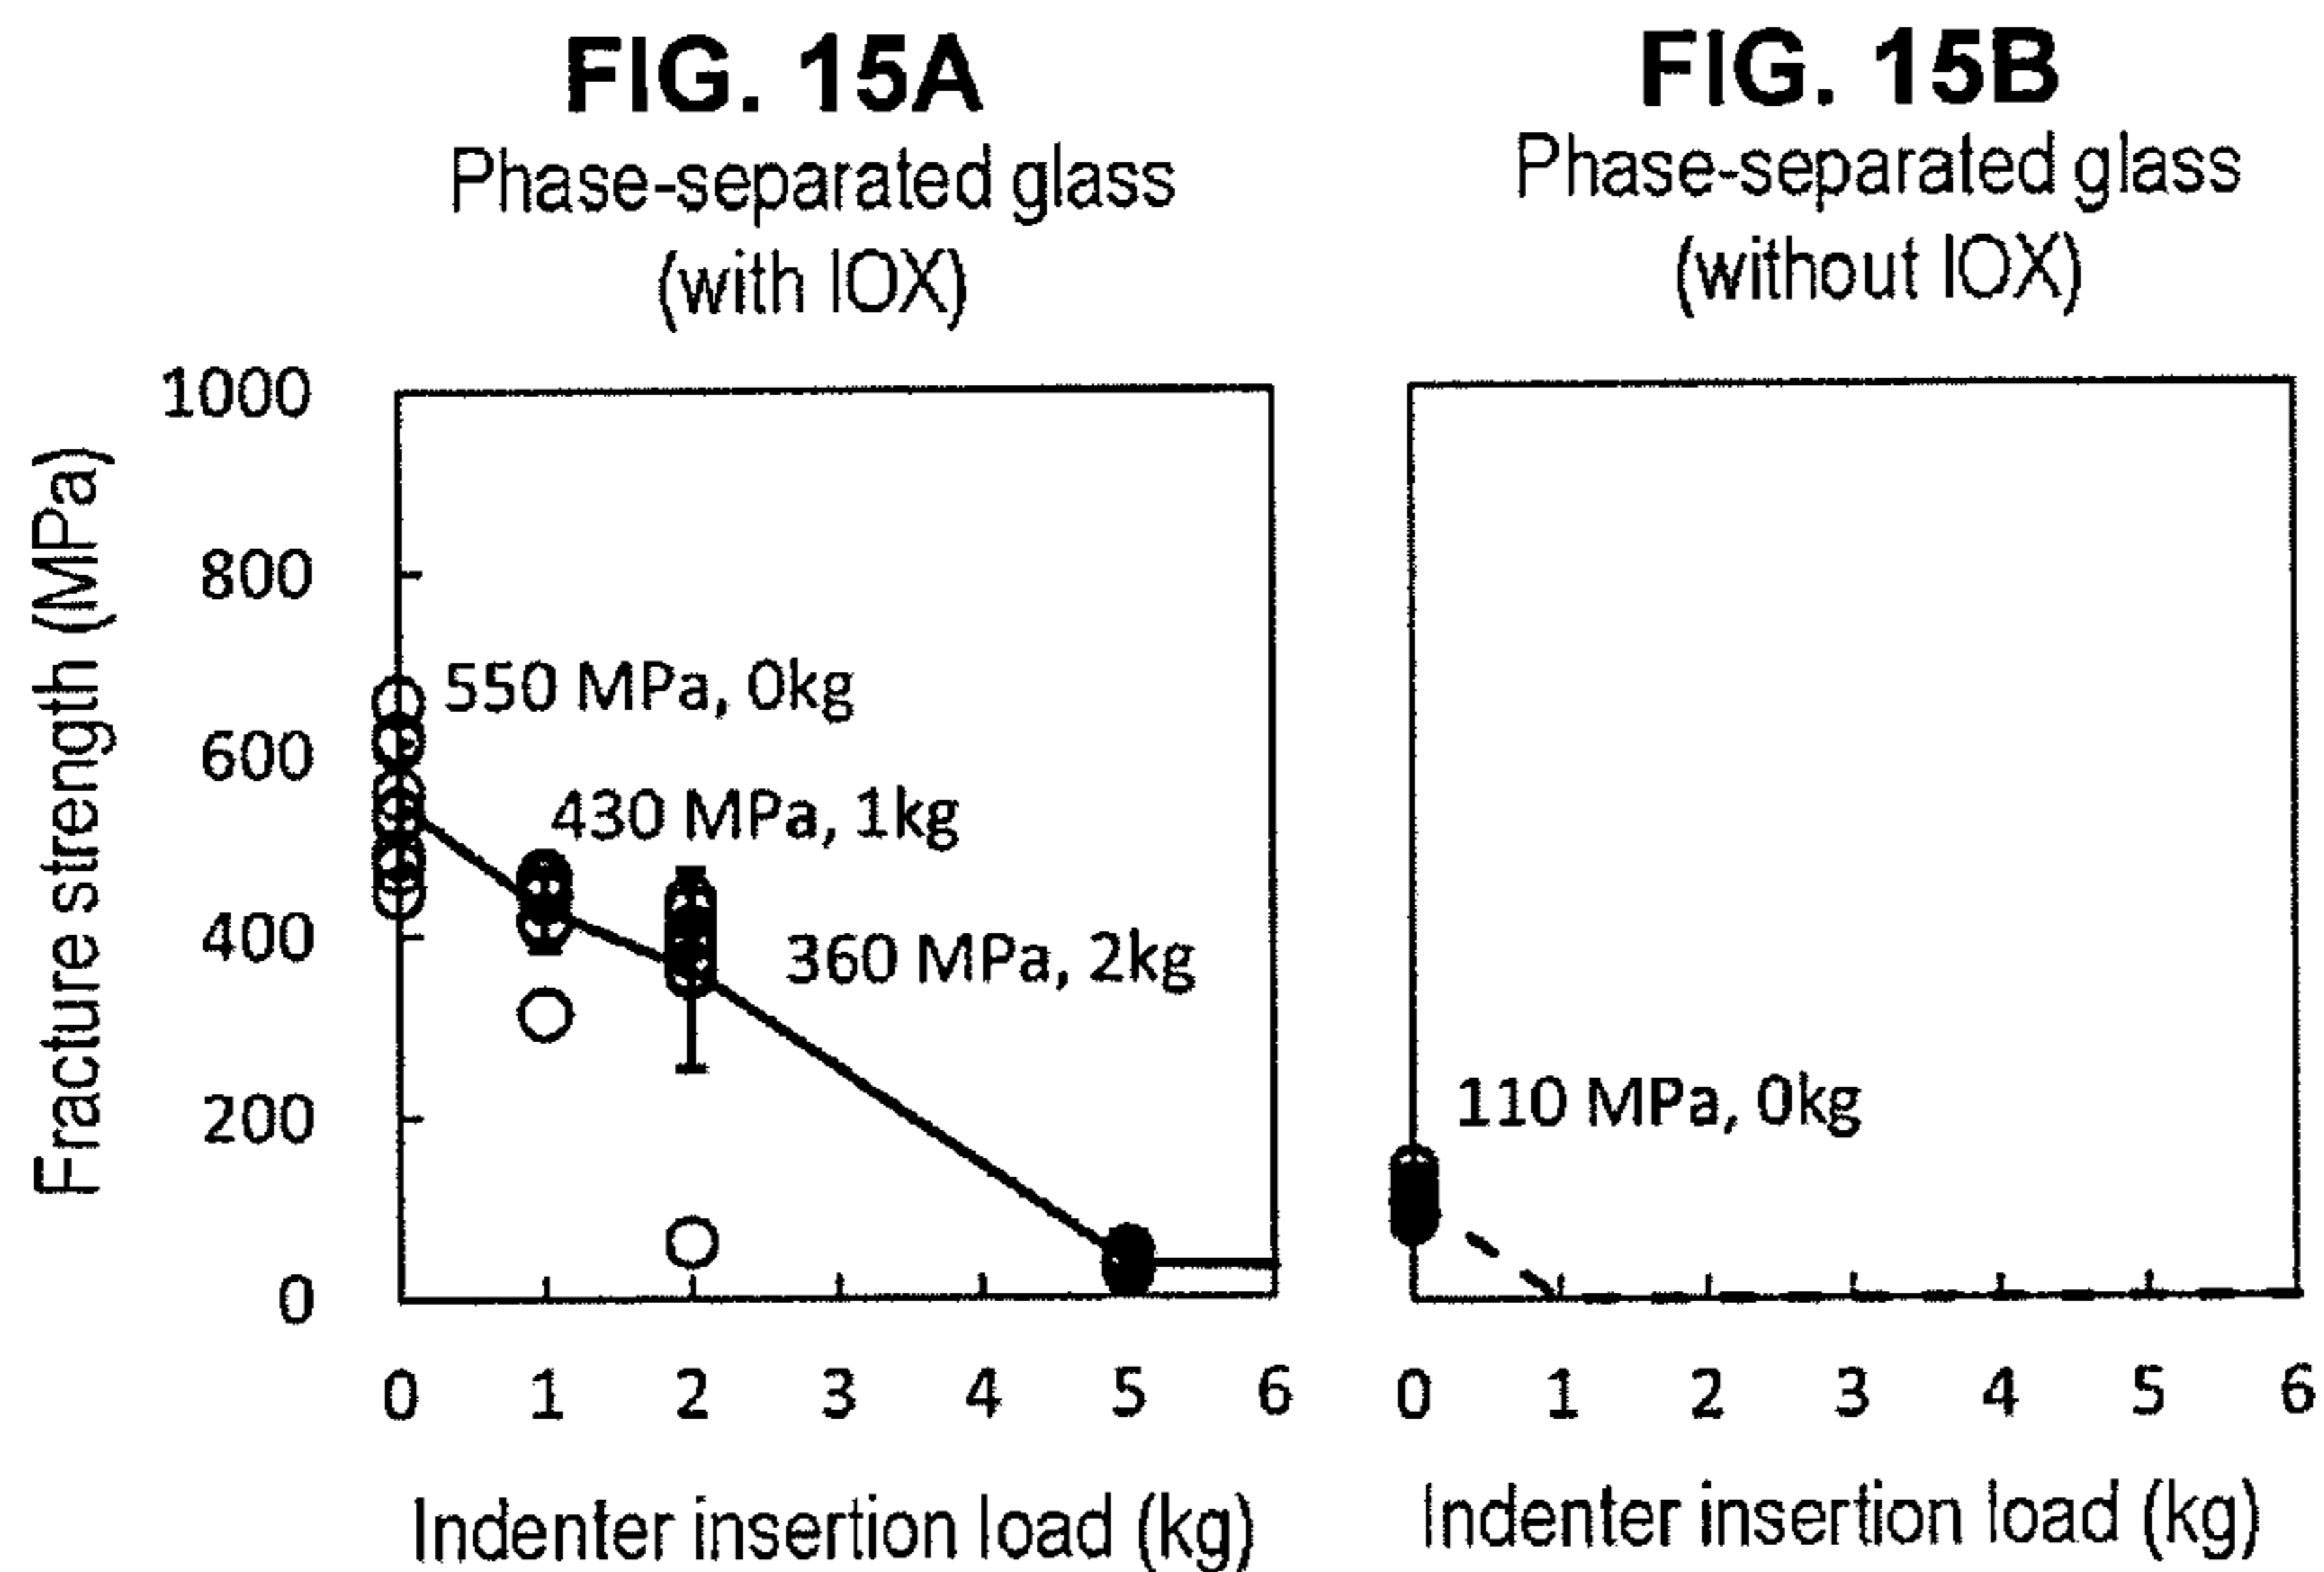 FIG. 15A
Phase-separated glass
(with IOX)
Fracture strength (MPa)
1000
800
600
400
200
0
550 MPa, 0kg
430 MPa, 1kg
360 MPa, 2kg
0 1 2 3 4 5 6
Indenter insertion load (kg)
FIG. 15B
Phase-separated glass
(without IOX)
110 MPa, 0kg
0 1 2 3 4 5 6
Indenter insertion load (kg)